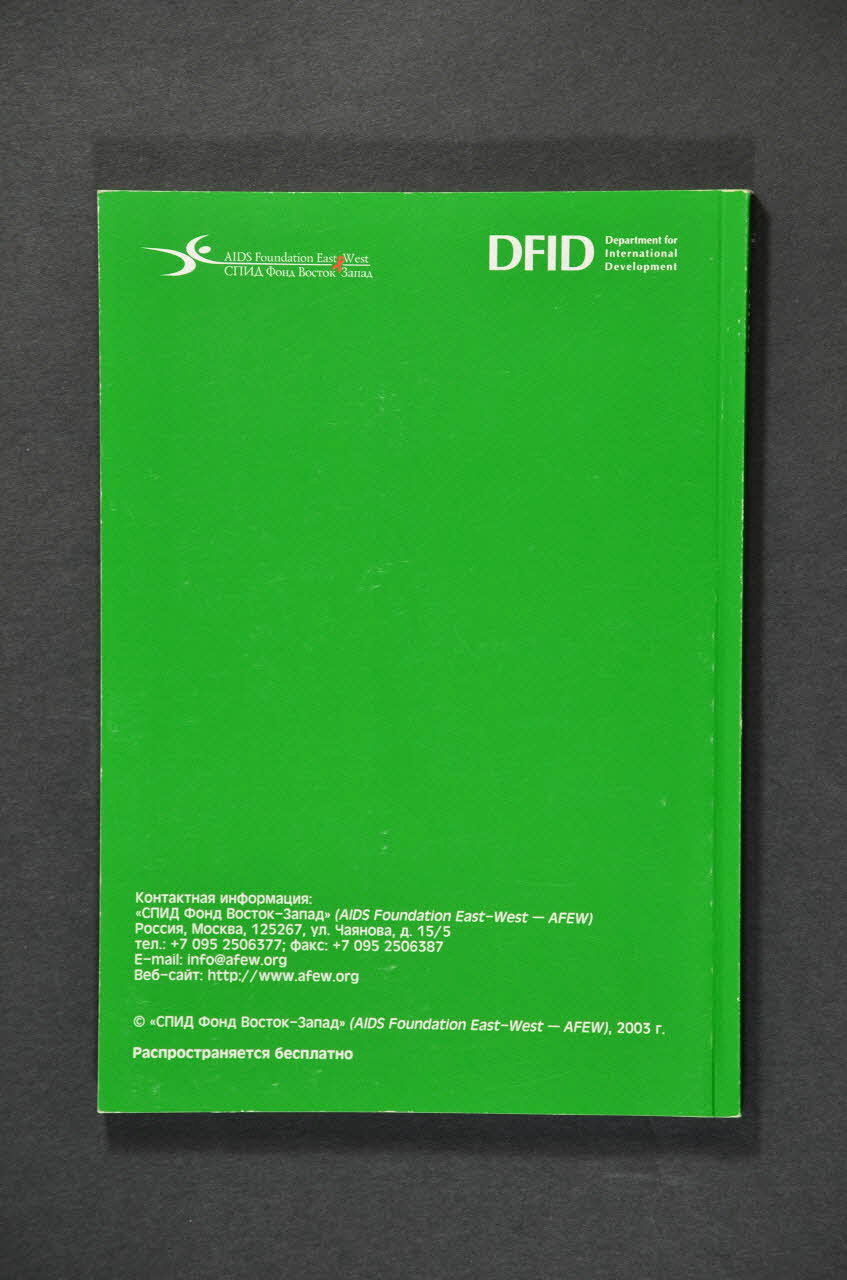 AIDS Foundation East West
СПИД Фонд Восток Запад
DFID
Department for
International
Development
Контактная информация:
«СПИД Фонд Восток–Запад» (AIDS Foundation East–West — AFEW)
Россия, Москва, 125267, ул. Чаянова, д. 15/5
тел.: +7 095 2506377; факс: +7 095 2506387
E-mail: info@afew.org
Веб-сайт: http://www.afew.org
© «СПИД Фонд Восток–Запад» (AIDS Foundation East–West — AFEW), 2003 г.
Распространяется бесплатно